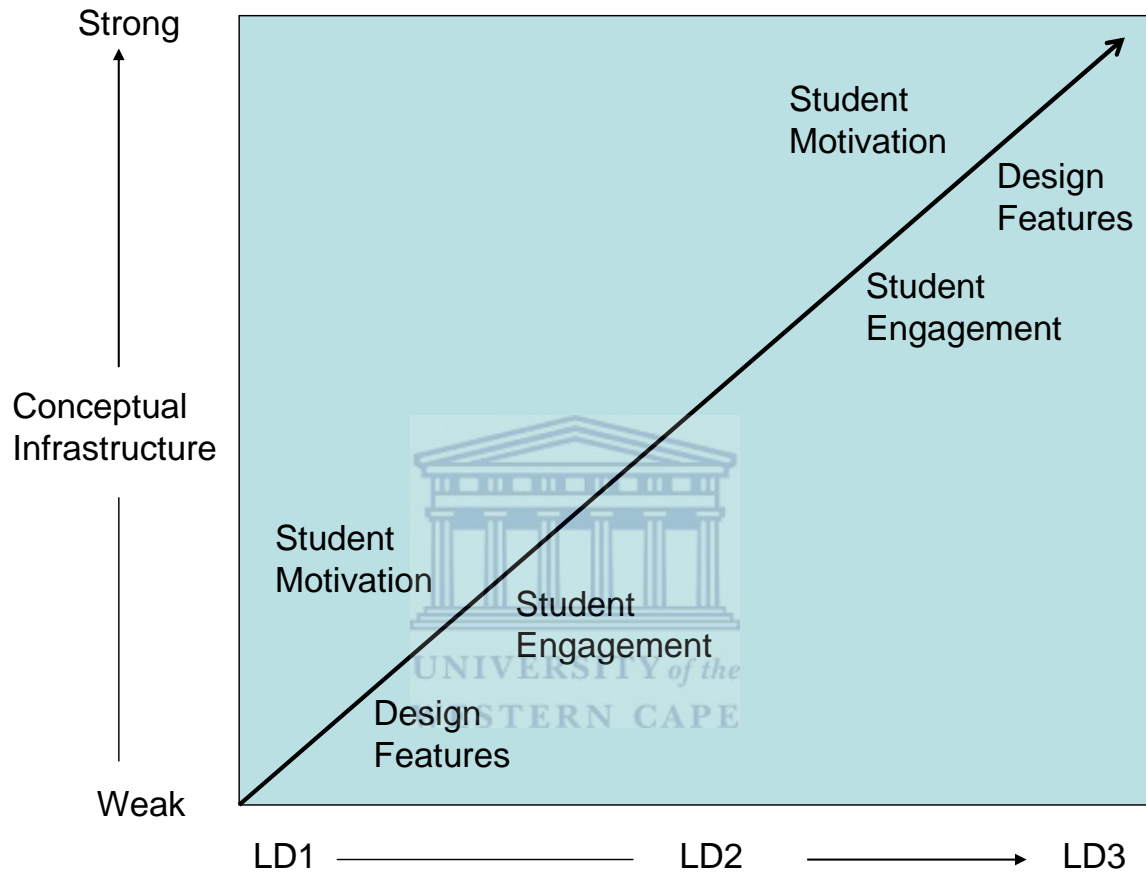 Strong
Student
Motivation
Design
Features
Student
Engagement
Conceptual
Infrastructure
Student
Motivation
Student
Engagement
UNIVERSITY of the
WESTERN CAPE
Design
Features
Weak
LD1
LD2
LD3